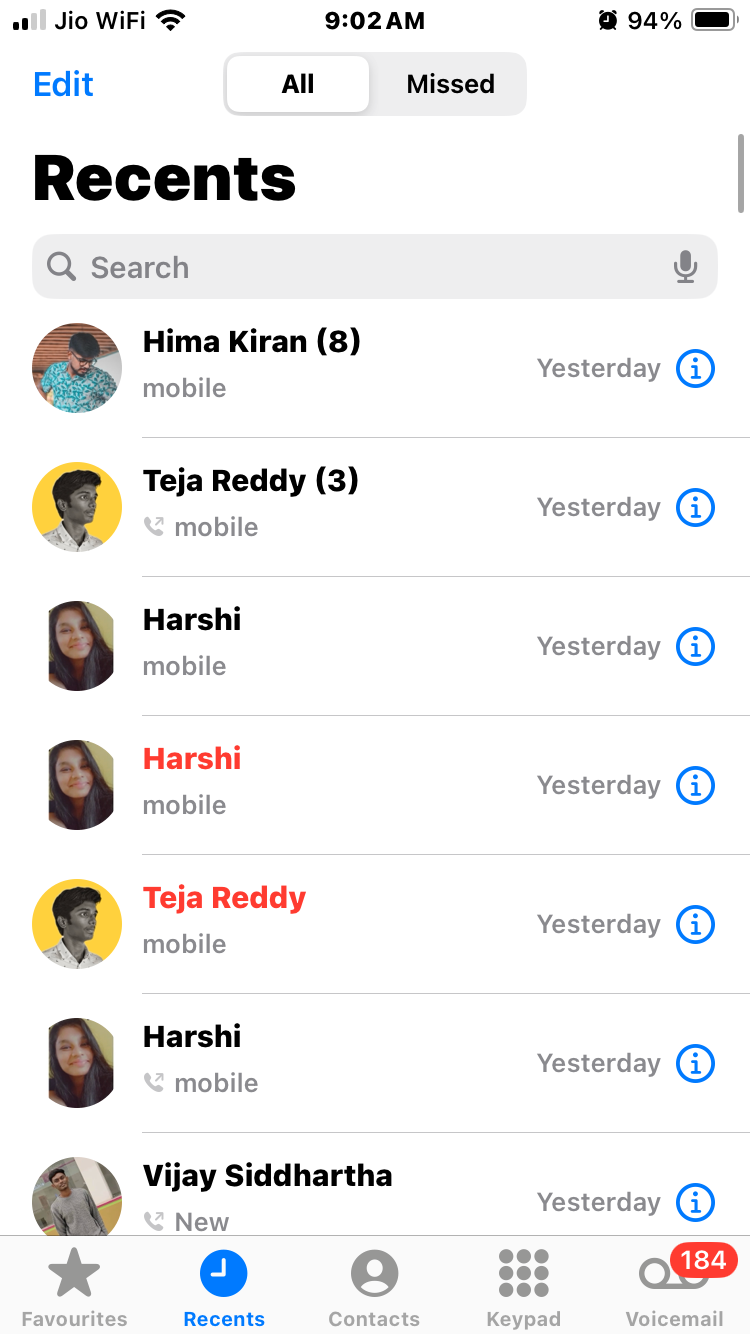 Jio WiFi 9:02 AM 94%
Edit All Missed
Recents
Search
Hima Kiran (8)
mobile
Yesterday
Teja Reddy (3)
mobile
Yesterday
Harshi
mobile
Yesterday
Harshi
mobile
Yesterday
Teja Reddy
mobile
Yesterday
Harshi
mobile
Yesterday
Vijay Siddhartha
New
Yesterday
184
Favourites Recents Contacts Keypad Voicemail